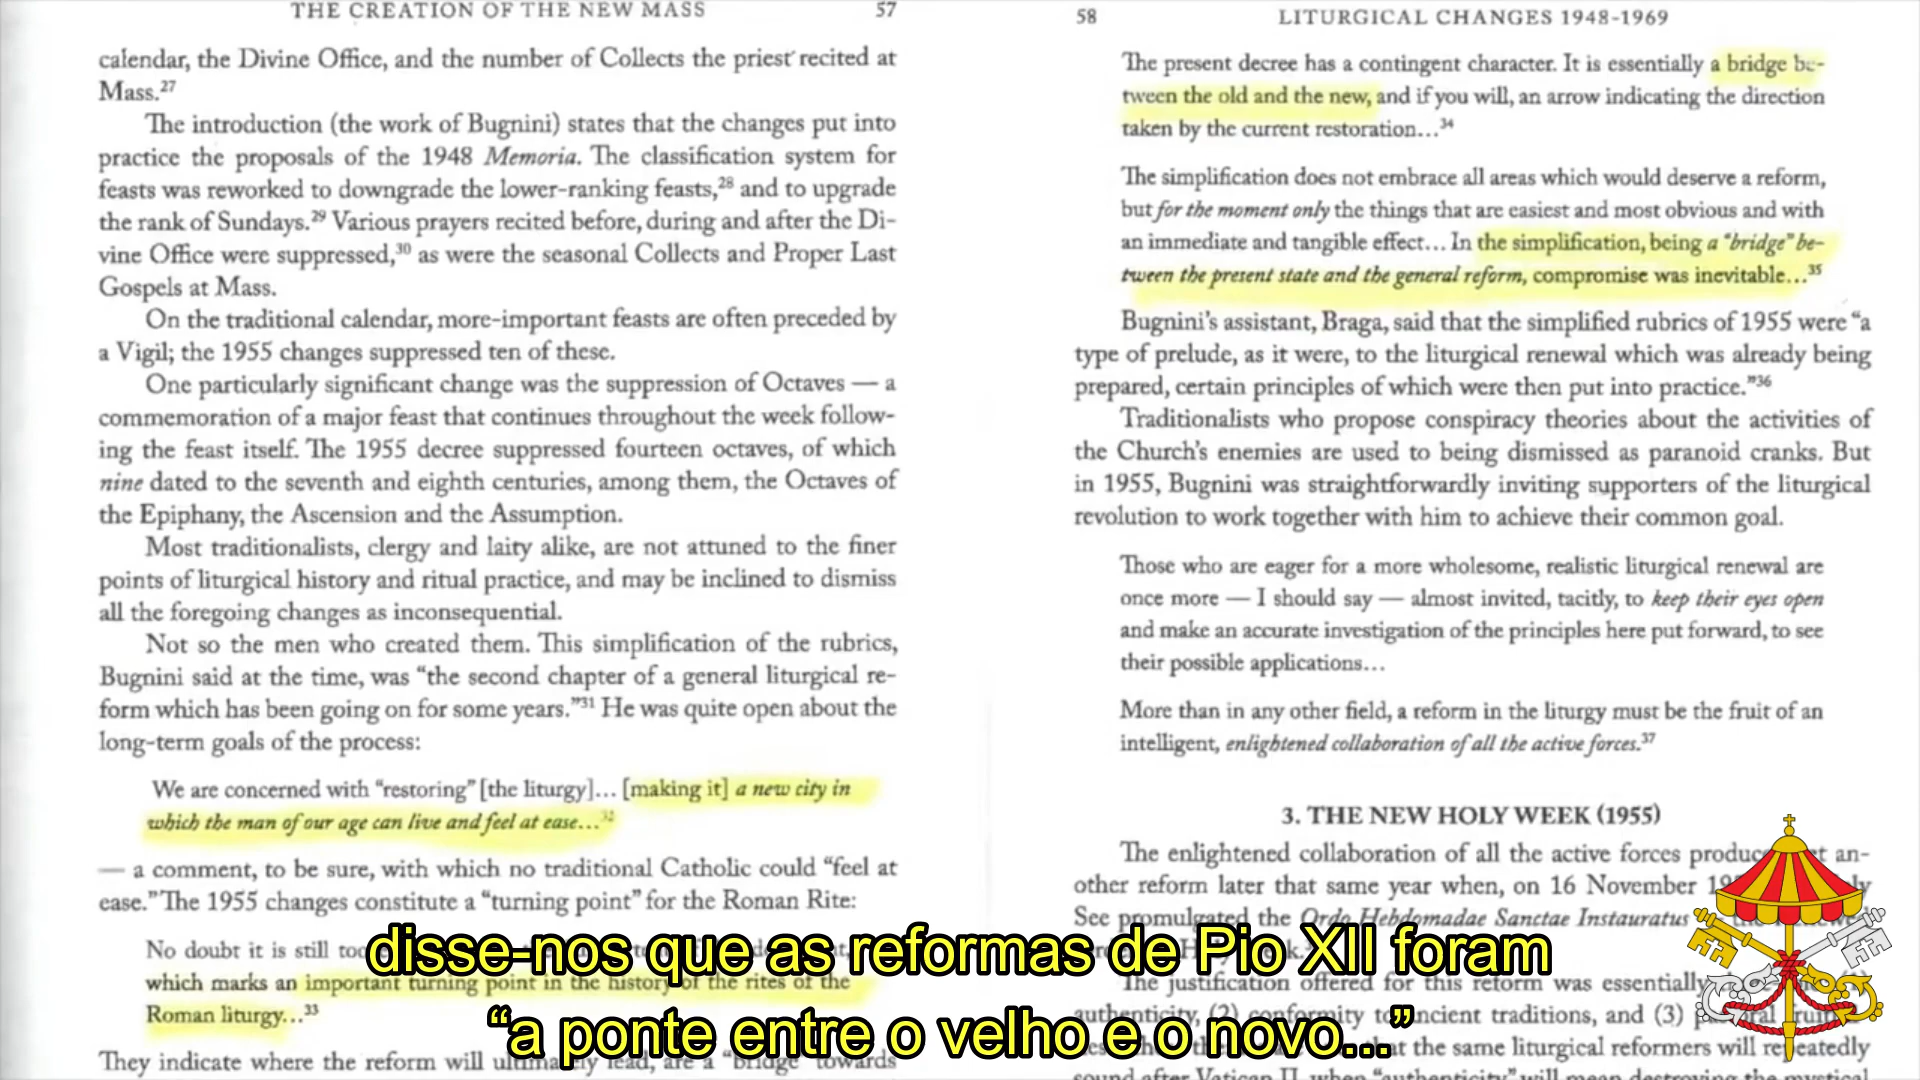 THE CREATION OF THE NEW MASS 57
calendar, the Divine Office, and the number of Collects the priest recited at
Mass.27
The introduction (the work of Bugnini) states that the changes put into
practice the proposals of the 1948 Memoria. The classification system for
feasts was reworked to downgrade the lower-ranking feasts,28 and to upgrade
the rank of Sundays.29 Various prayers recited before, during and after the Di-
vine Office were suppressed,30 as were the seasonal Collects and Proper Last
Gospels at Mass.
On the traditional calendar, more-important feasts are often preceded by
a Vigil; the 1955 changes suppressed ten of these.
One particularly significant change was the suppression of Octaves — a
commemoration of a major feast that continues throughout the week follow-
ing the feast itself. The 1955 decree suppressed fourteen octaves, of which
nine dated to the seventh and eighth centuries, among them, the Octaves of
the Epiphany, the Ascension and the Assumption.
Most traditionalists, clergy and laity alike, are not attuned to the finer
points of liturgical history and ritual practice, and may be inclined to dismiss
all the foregoing changes as inconsequential.
Not so the men who created them. This simplification of the rubrics,
Bugnini said at the time, was “the second chapter of a general liturgical re-
form which has been going on for some years.”31 He was quite open about the
long-term goals of the process:
We are concerned with “restoring” [the liturgy]... [making it] a new city in
which the man of our age can live and feel at ease...32
— a comment, to be sure, with which no traditional Catholic could “feel at
ease.” The 1955 changes constitute a “turning point” for the Roman Rite:
No doubt it is still too
which marks an important turning point in the history of the rites of the
Roman liturgy...33
They indicate where the reform will ultimately lead, are a “bridge” towards
58 LITURGICAL CHANGES 1948-1969
The present decree has a contingent character. It is essentially a bridge be-
tween the old and the new, and if you will, an arrow indicating the direction
taken by the current restoration...34
The simplification does not embrace all areas which would deserve a reform,
but for the moment only the things that are easiest and most obvious and with
an immediate and tangible effect... In the simplification, being a “bridge” be-
tween the present state and the general reform, compromise was inevitable...35
Bugnini’s assistant, Braga, said that the simplified rubrics of 1955 were “a
type of prelude, as it were, to the liturgical renewal which was already being
prepared, certain principles of which were then put into practice.”36
Traditionalists who propose conspiracy theories about the activities of
the Church’s enemies are used to being dismissed as paranoid cranks. But
in 1955, Bugnini was straightforwardly inviting supporters of the liturgical
revolution to work together with him to achieve their common goal.
Those who are eager for a more wholesome, realistic liturgical renewal are
once more — I should say — almost invited, tacitly, to keep their eyes open
and make an accurate investigation of the principles here put forward, to see
their possible applications...
More than in any other field, a reform in the liturgy must be the fruit of an
intelligent, enlightened collaboration of all the active forces.37
3. THE NEW HOLY WEEK (1955)
The enlightened collaboration of all the active forces an-
other reform later that same year when, on 16 November
See promulgated the Ordo Hebdomadae Sanctae Instauratus
The justification offered for this reform was essentially
authenticity, (2) conformity to ancient traditions, and (3)
that the same liturgical reformers will repeatedly
sound after Vatican II, when “authenticity” will mean destroying the mystical
disse-nos que as reformas de Pio XII foram
“a ponte entre o velho e o novo...”